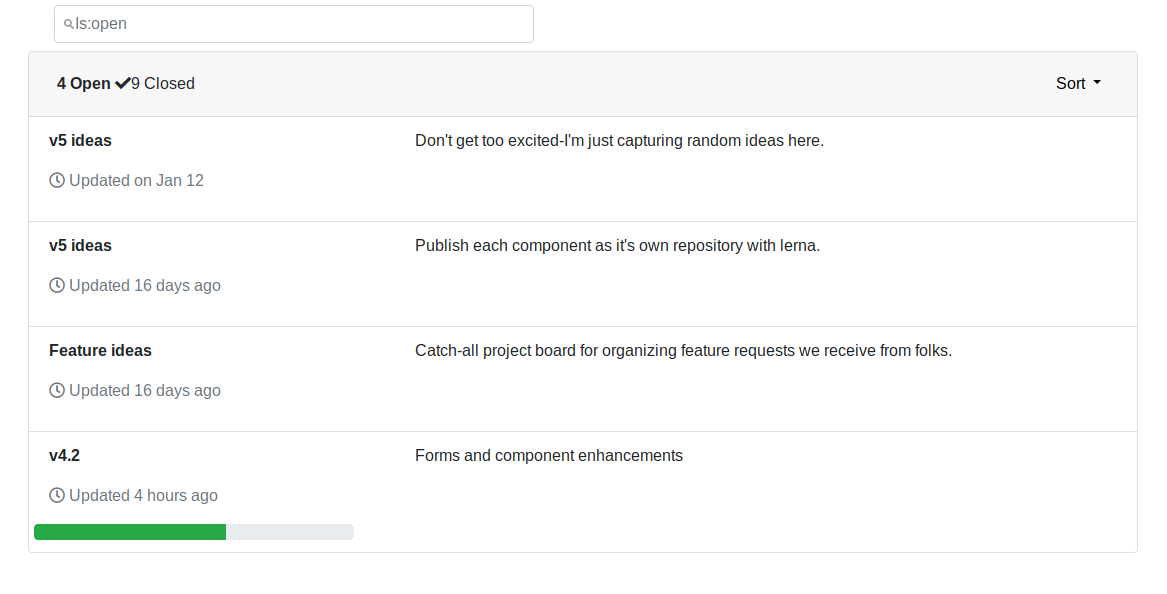 Is:open
4 Open 9 Closed Sort
v5 ideas Don't get too excited-I'm just capturing random ideas here.
Updated on Jan 12
v5 ideas Publish each component as it's own repository with lerna.
Updated 16 days ago
Feature ideas Catch-all project board for organizing feature requests we receive from folks.
Updated 16 days ago
v4.2 Forms and component enhancements
Updated 4 hours ago